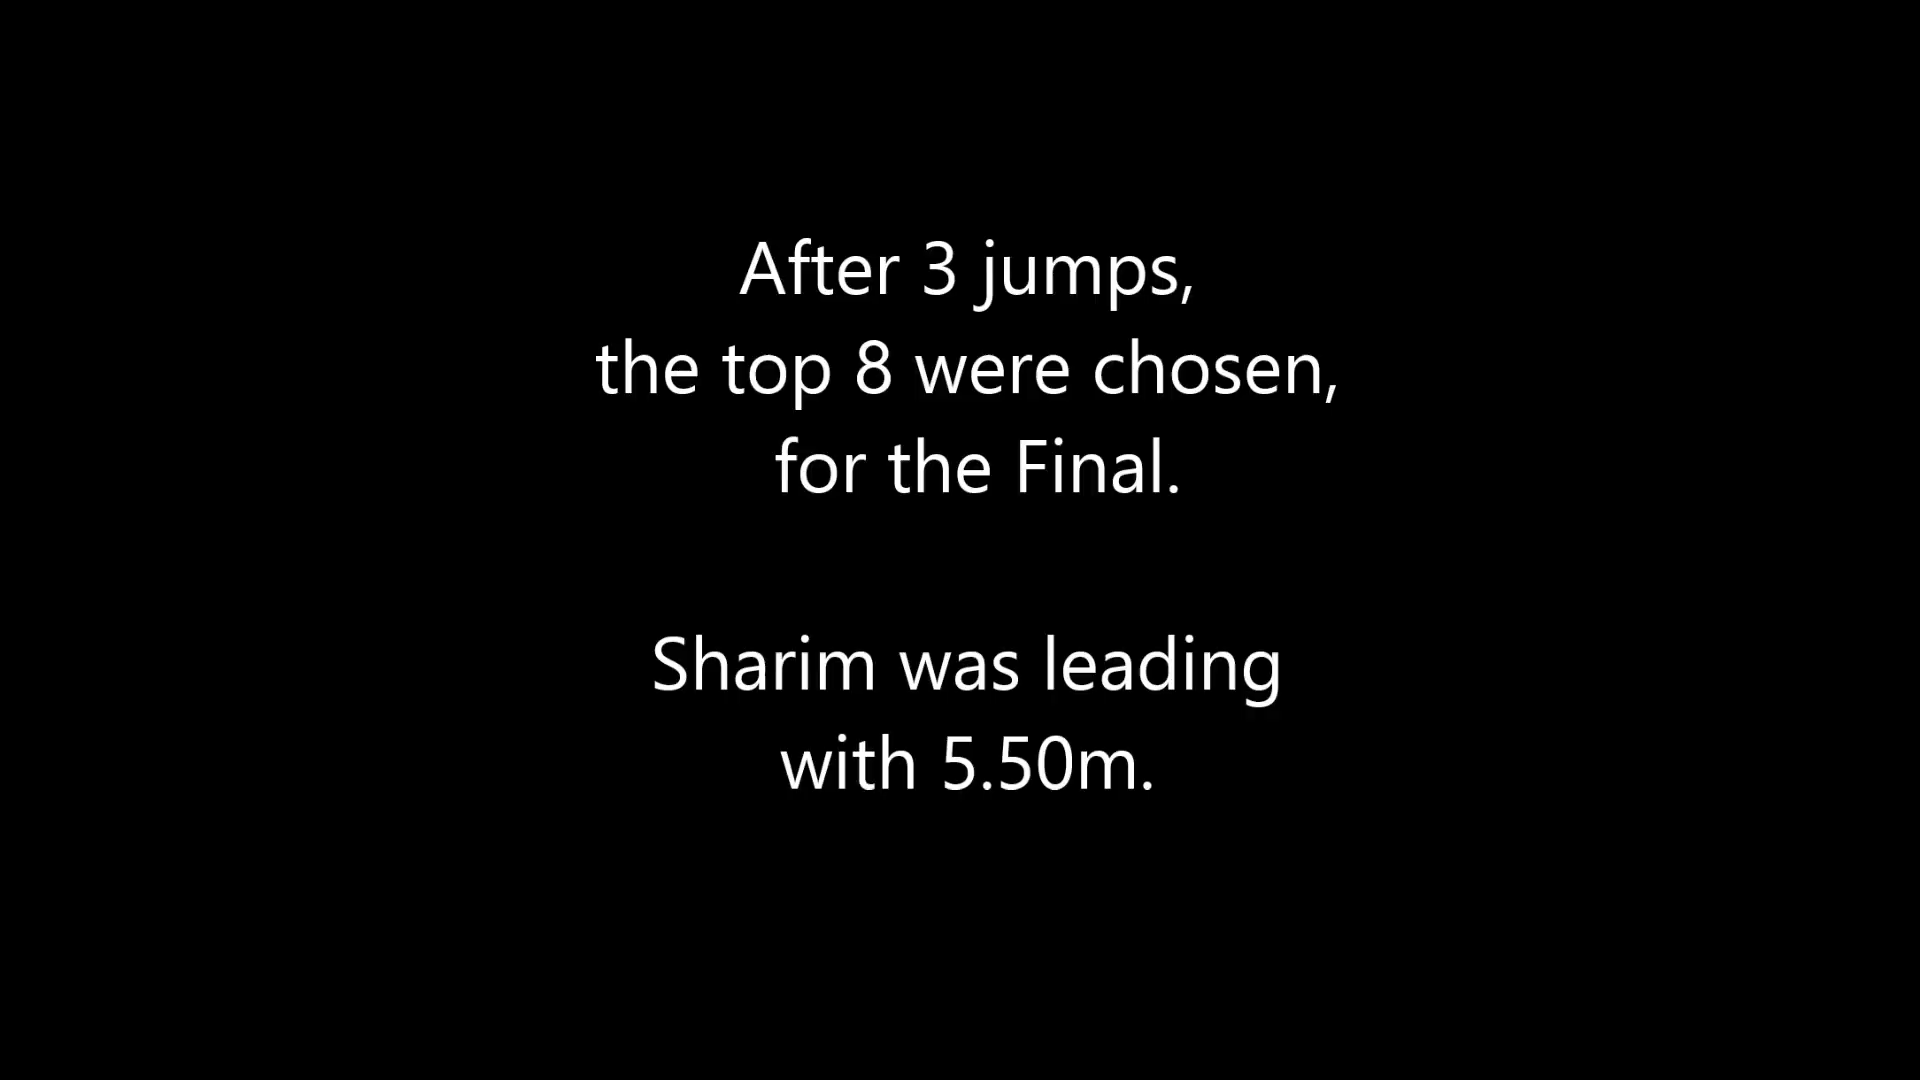 After 3 jumps,
the top 8 were chosen,
for the Final.
Sharim was leading
with 5.50m.